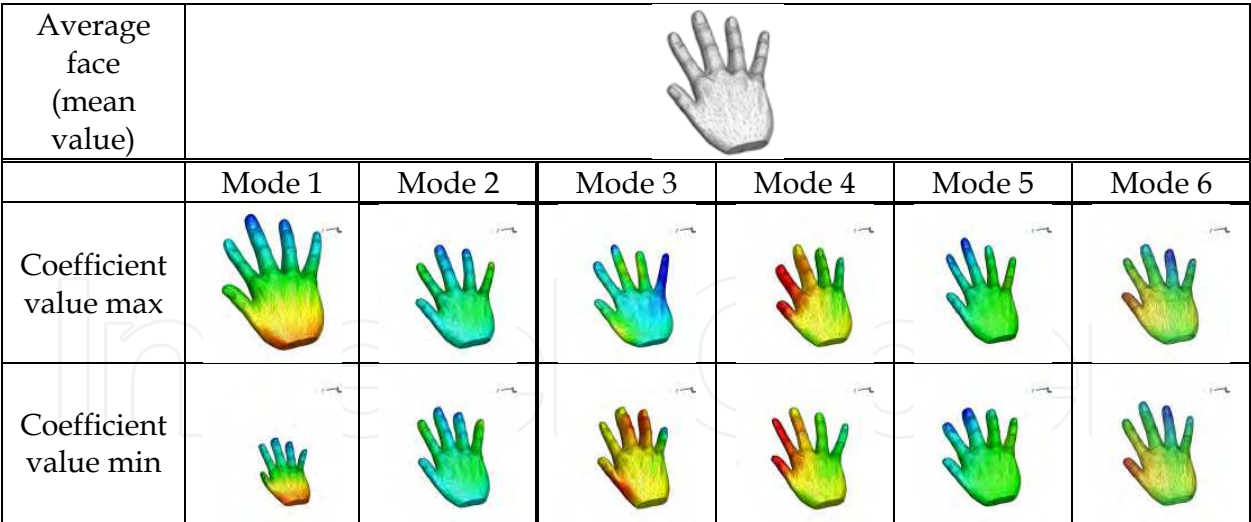 Average
face
(mean
value)
Mode 1 Mode 2 Mode 3 Mode 4 Mode 5 Mode 6
Coefficient
value max
Coefficient
value min